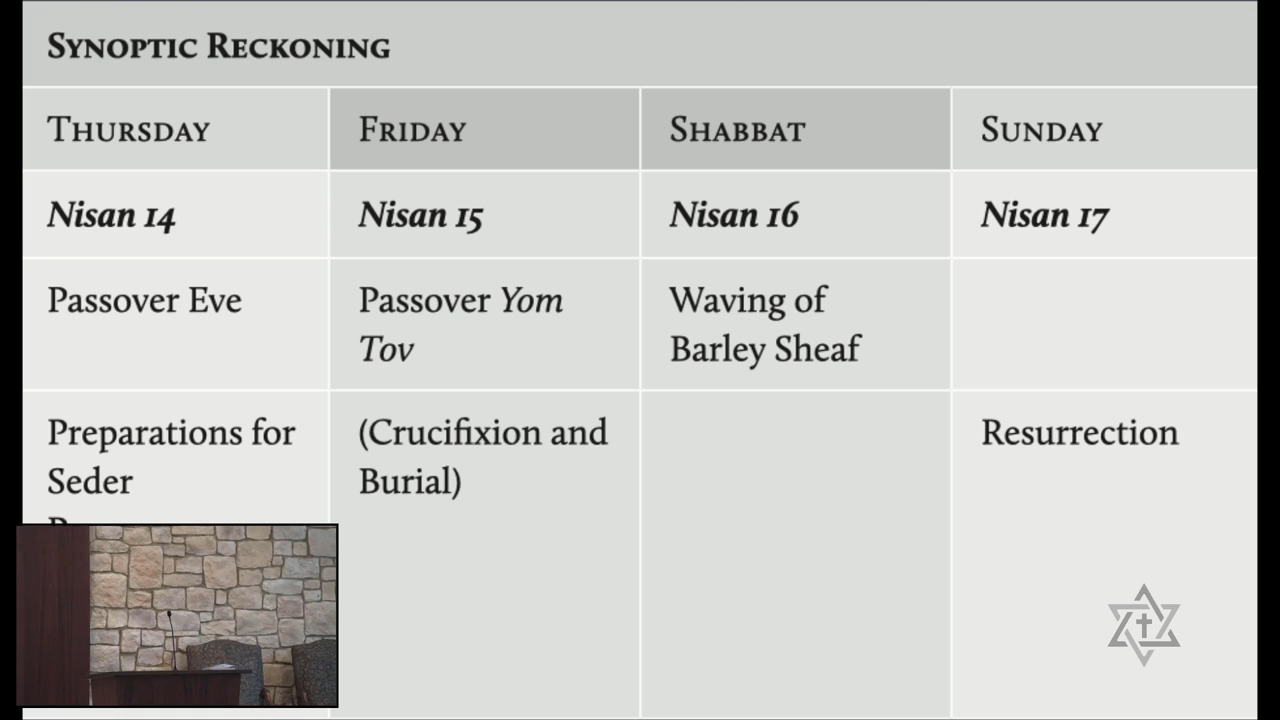 Synoptic Reckoning
Thursday
Friday
Shabbat
Sunday
Nisan 14
Nisan 15
Nisan 16
Nisan 17
Passover Eve
Passover Yom
Tov
Waving of
Barley Sheaf
Preparations for
Seder
(Crucifixion and
Burial)
Resurrection